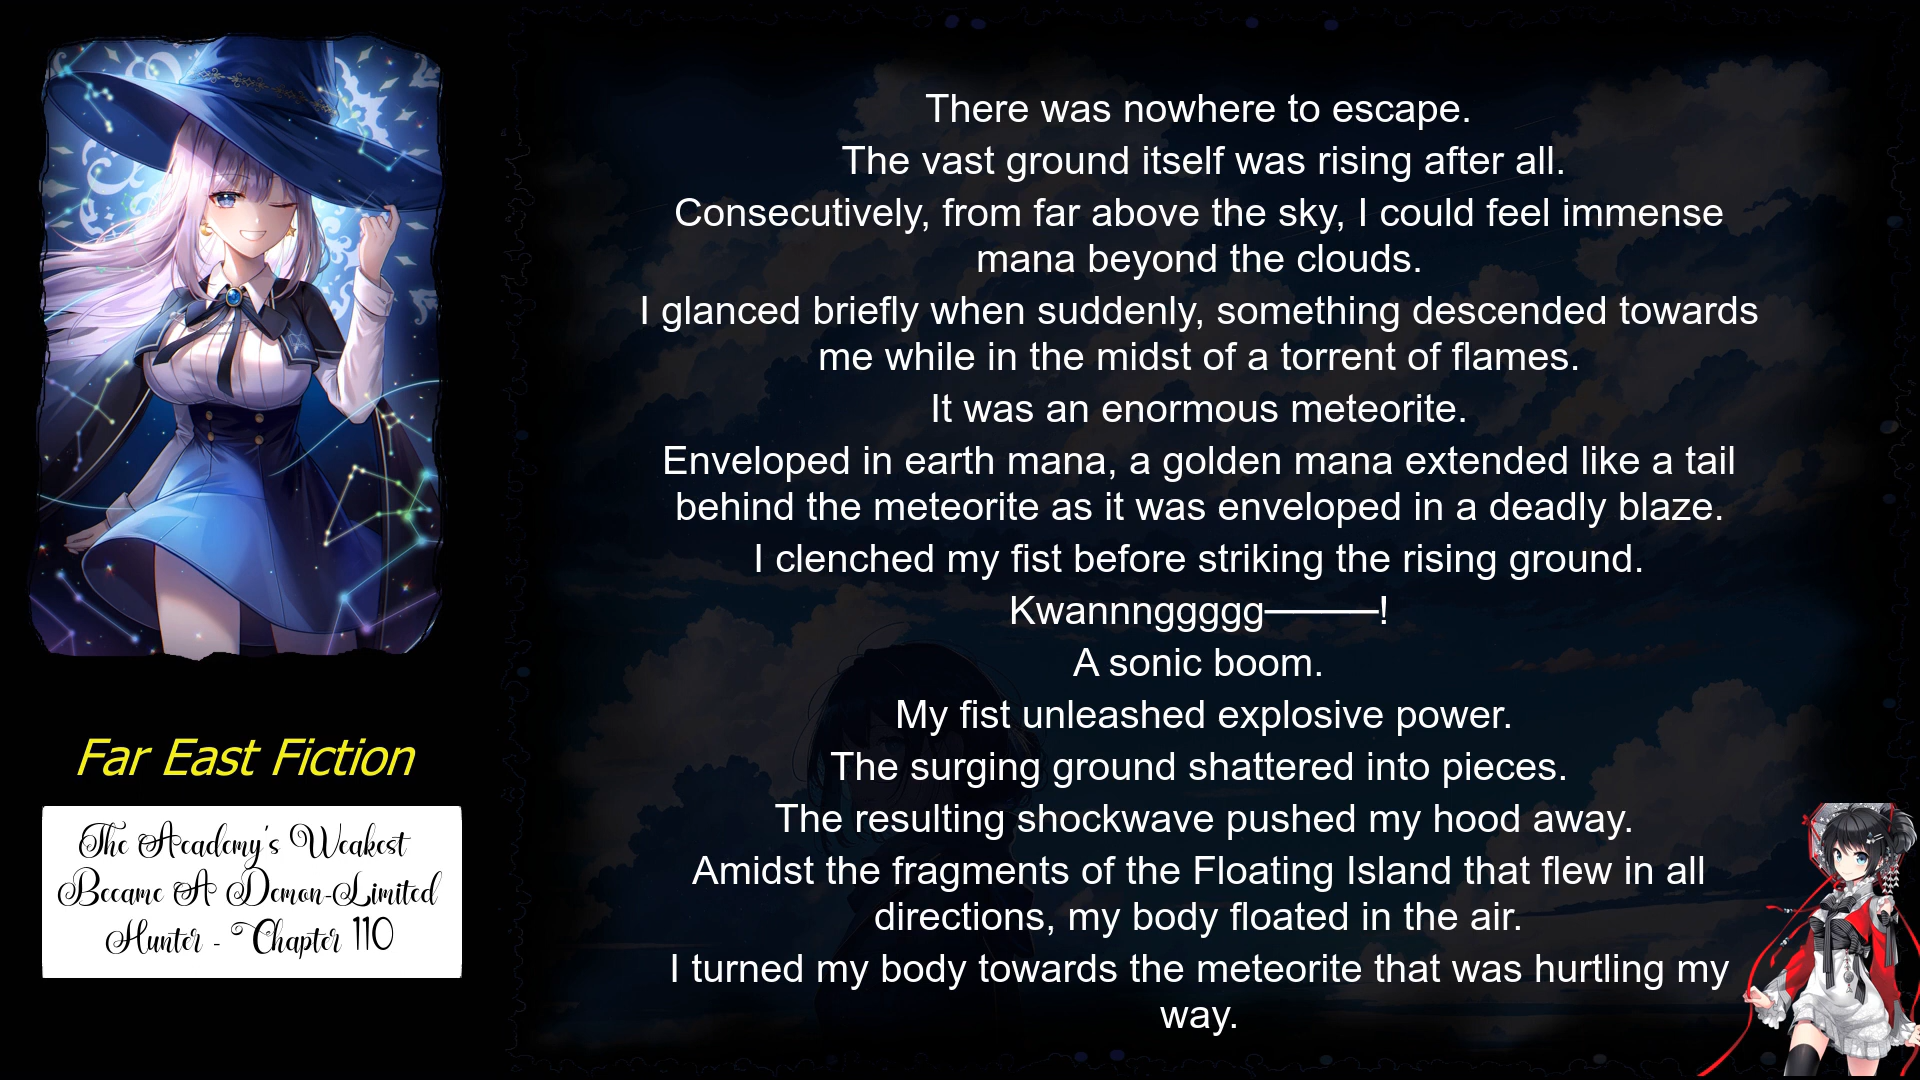 Far East Fiction
The Academy's Weakest
Became A Demon-Limited
Hunter - Chapter 110
There was nowhere to escape.
The vast ground itself was rising after all.
Consecutively, from far above the sky, I could feel immense
mana beyond the clouds.
I glanced briefly when suddenly, something descended towards
me while in the midst of a torrent of flames.
It was an enormous meteorite.
Enveloped in earth mana, a golden mana extended like a tail
behind the meteorite as it was enveloped in a deadly blaze.
I clenched my fist before striking the rising ground.
Kwannnggggg———!
A sonic boom.
My fist unleashed explosive power.
The surging ground shattered into pieces.
The resulting shockwave pushed my hood away.
Amidst the fragments of the Floating Island that flew in all
directions, my body floated in the air.
I turned my body towards the meteorite that was hurtling my
way.